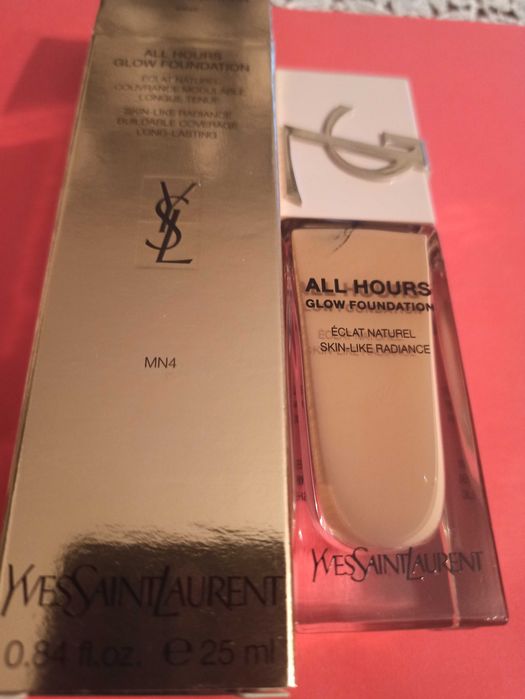 ALL HOURS
GLOW FOUNDATION
ÉCLAT NATUREL
COUVRANCE MODULABLE
LONGUE TENUE
SKIN-LIKE RADIANCE
BUILDABLE COVERAGE
LONG-LASTING
YSL
MN4
YVESSAINTLAURENT
0.84 fl.oz. e 25 ml
ALL HOURS
GLOW FOUNDATION
ÉCLAT NATUREL
SKIN-LIKE RADIANCE
YVESSAINTLAURENT